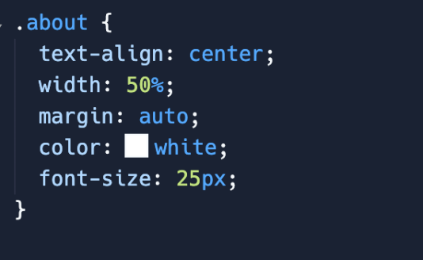 .about {
text-align: center;
width: 50%;
margin: auto;
color: white;
font-size: 25px;
}